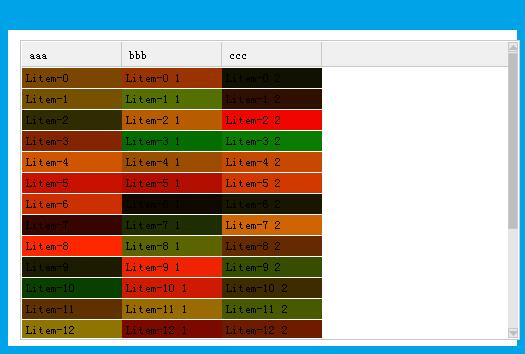 aaa bbb ccc
Litem-0 Litem-0 1 Litem-0 2
Litem-1 Litem-1 1 Litem-1 2
Litem-2 Litem-2 1 Litem-2 2
Litem-3 Litem-3 1 Litem-3 2
Litem-4 Litem-4 1 Litem-4 2
Litem-5 Litem-5 1 Litem-5 2
Litem-6 Litem-6 1 Litem-6 2
Litem-7 Litem-7 1 Litem-7 2
Litem-8 Litem-8 1 Litem-8 2
Litem-9 Litem-9 1 Litem-9 2
Litem-10 Litem-10 1 Litem-10 2
Litem-11 Litem-11 1 Litem-11 2
Litem-12 Litem-12 1 Litem-12 2